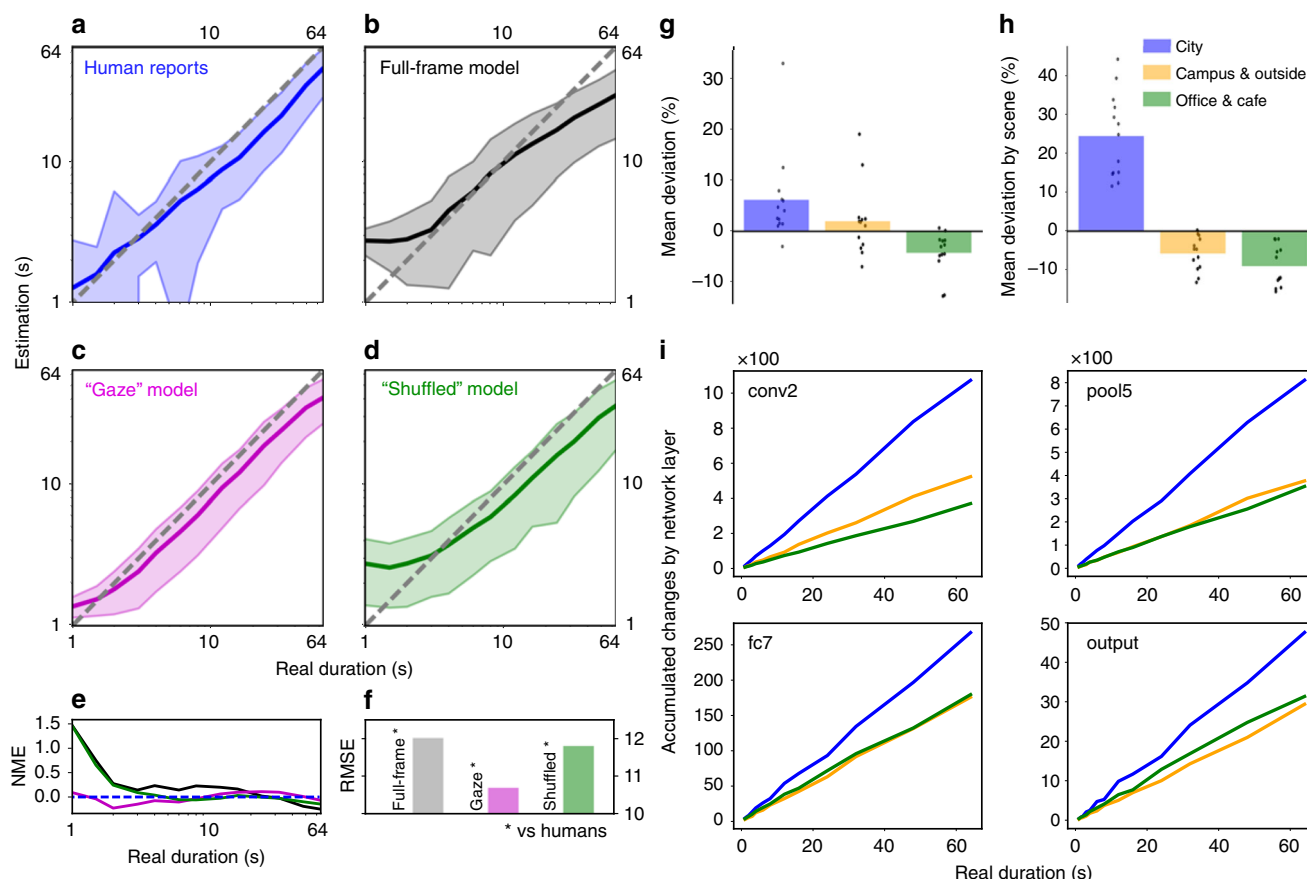 a
b
g
h
10
64
10
64
64
Human reports
10
1
Full-frame model
64
10
1
Estimation (s)
Mean deviation (%)
30
20
10
0
−10
Mean deviation by scene (%)
40
30
20
10
0
−10
City
Campus & outside
Office & cafe
c
d
i
64
"Gaze" model
10
1
1
10
64
"Shuffled" model
64
10
1
1
10
64
Real duration (s)
Accumulated changes by network layer
×100
conv2
10
8
6
4
2
0
0
20
40
60
×100
pool5
8
7
6
5
4
3
2
1
0
0
20
40
60
fc7
250
200
150
100
50
0
0
20
40
60
output
50
40
30
20
10
0
0
20
40
60
Real duration (s)
e
f
NME
1.5
1.0
0.5
0.0
1
10
64
Real duration (s)
RMSE
Full-frame *
Gaze *
Shuffled *
12
11
10
* vs humans